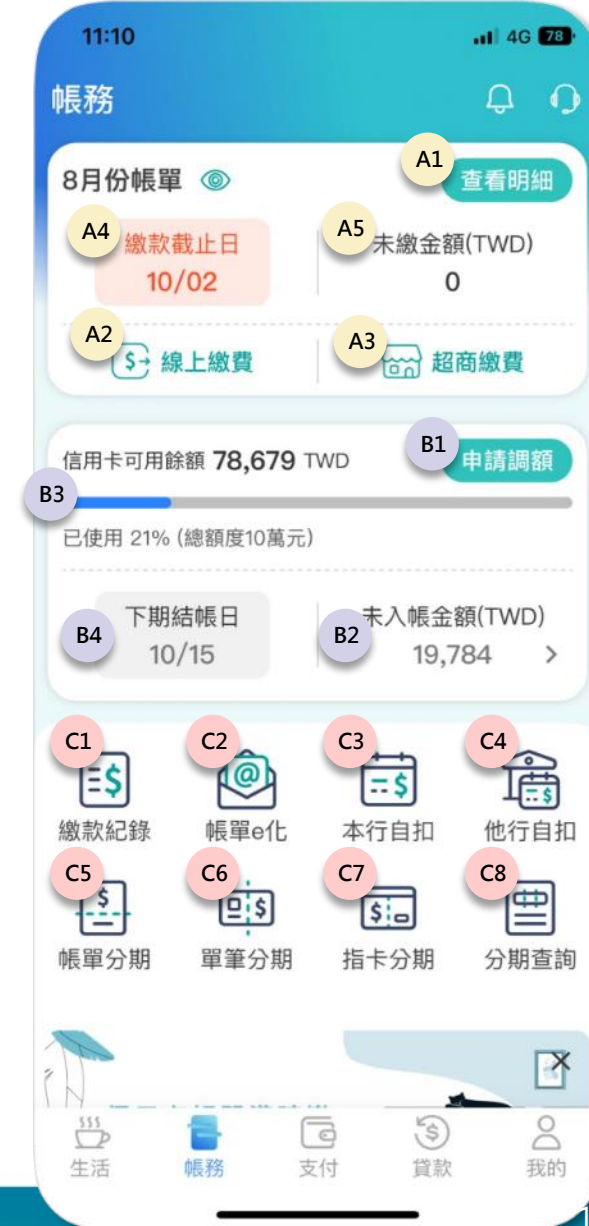 11:10 4G 78
帳務
A1
8月份帳單 查看明細
A4 A5
繳款截止日 未繳金額(TWD)
10/02 0
A2 A3
$ 線上繳費 超商繳費
B1
信用卡可用餘額 78,679 TWD 申請調額
B3
已使用 21% (總額度10萬元)
下期結帳日 未入帳金額(TWD)
B4 B2
10/15 19,784 >
C1 C2 C3 C4
繳款紀錄 帳單e化 本行自扣 他行自扣
C5 C6 C7 C8
帳單分期 單筆分期 指卡分期 分期查詢
生活 帳務 支付 貸款 我的